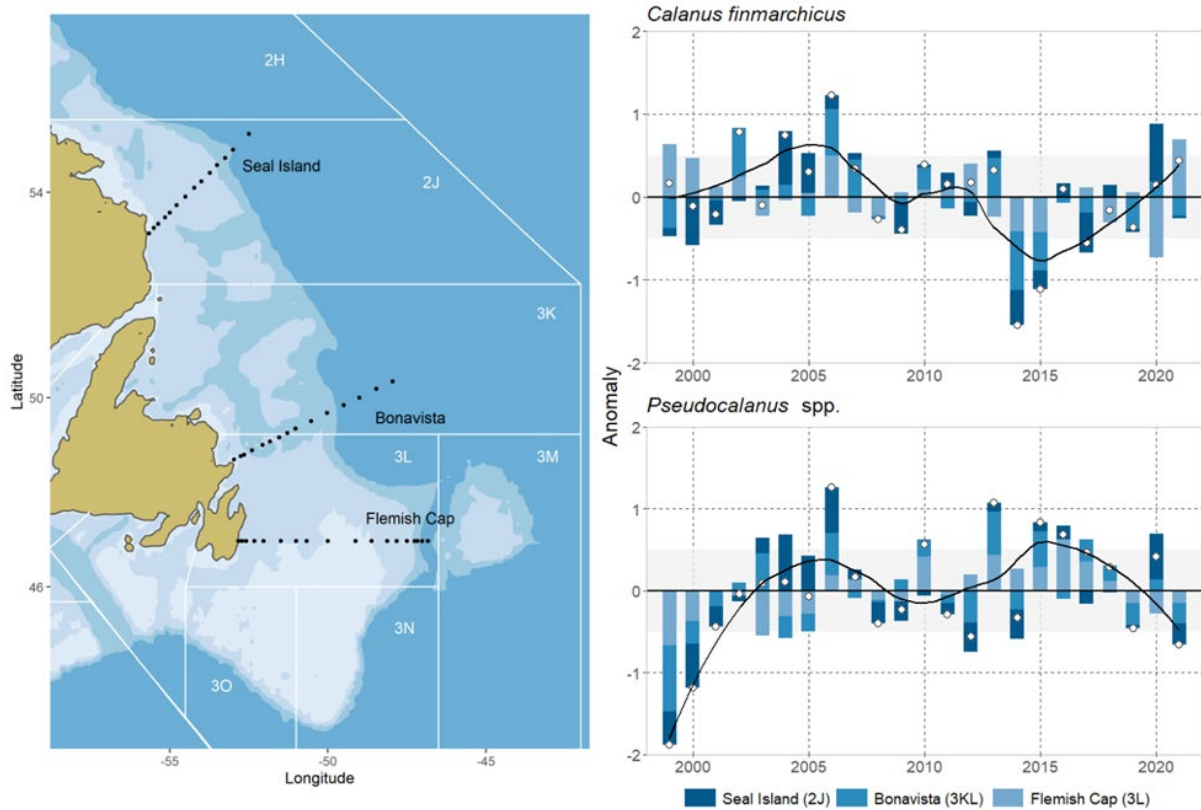 2H
Seal Island
54
2J
3K
Latitude
50
Bonavista
3L
3M
Flemish Cap
46
3N
3O
-55
-50
-45
Longitude
Calanus finmarchicus
2
1
0
-1
-2
2000
2005
2010
2015
2020
Anomaly
Pseudocalanus spp.
2
1
0
-1
-2
2000
2005
2010
2015
2020
Seal Island (2J)
Bonavista (3KL)
Flemish Cap (3L)